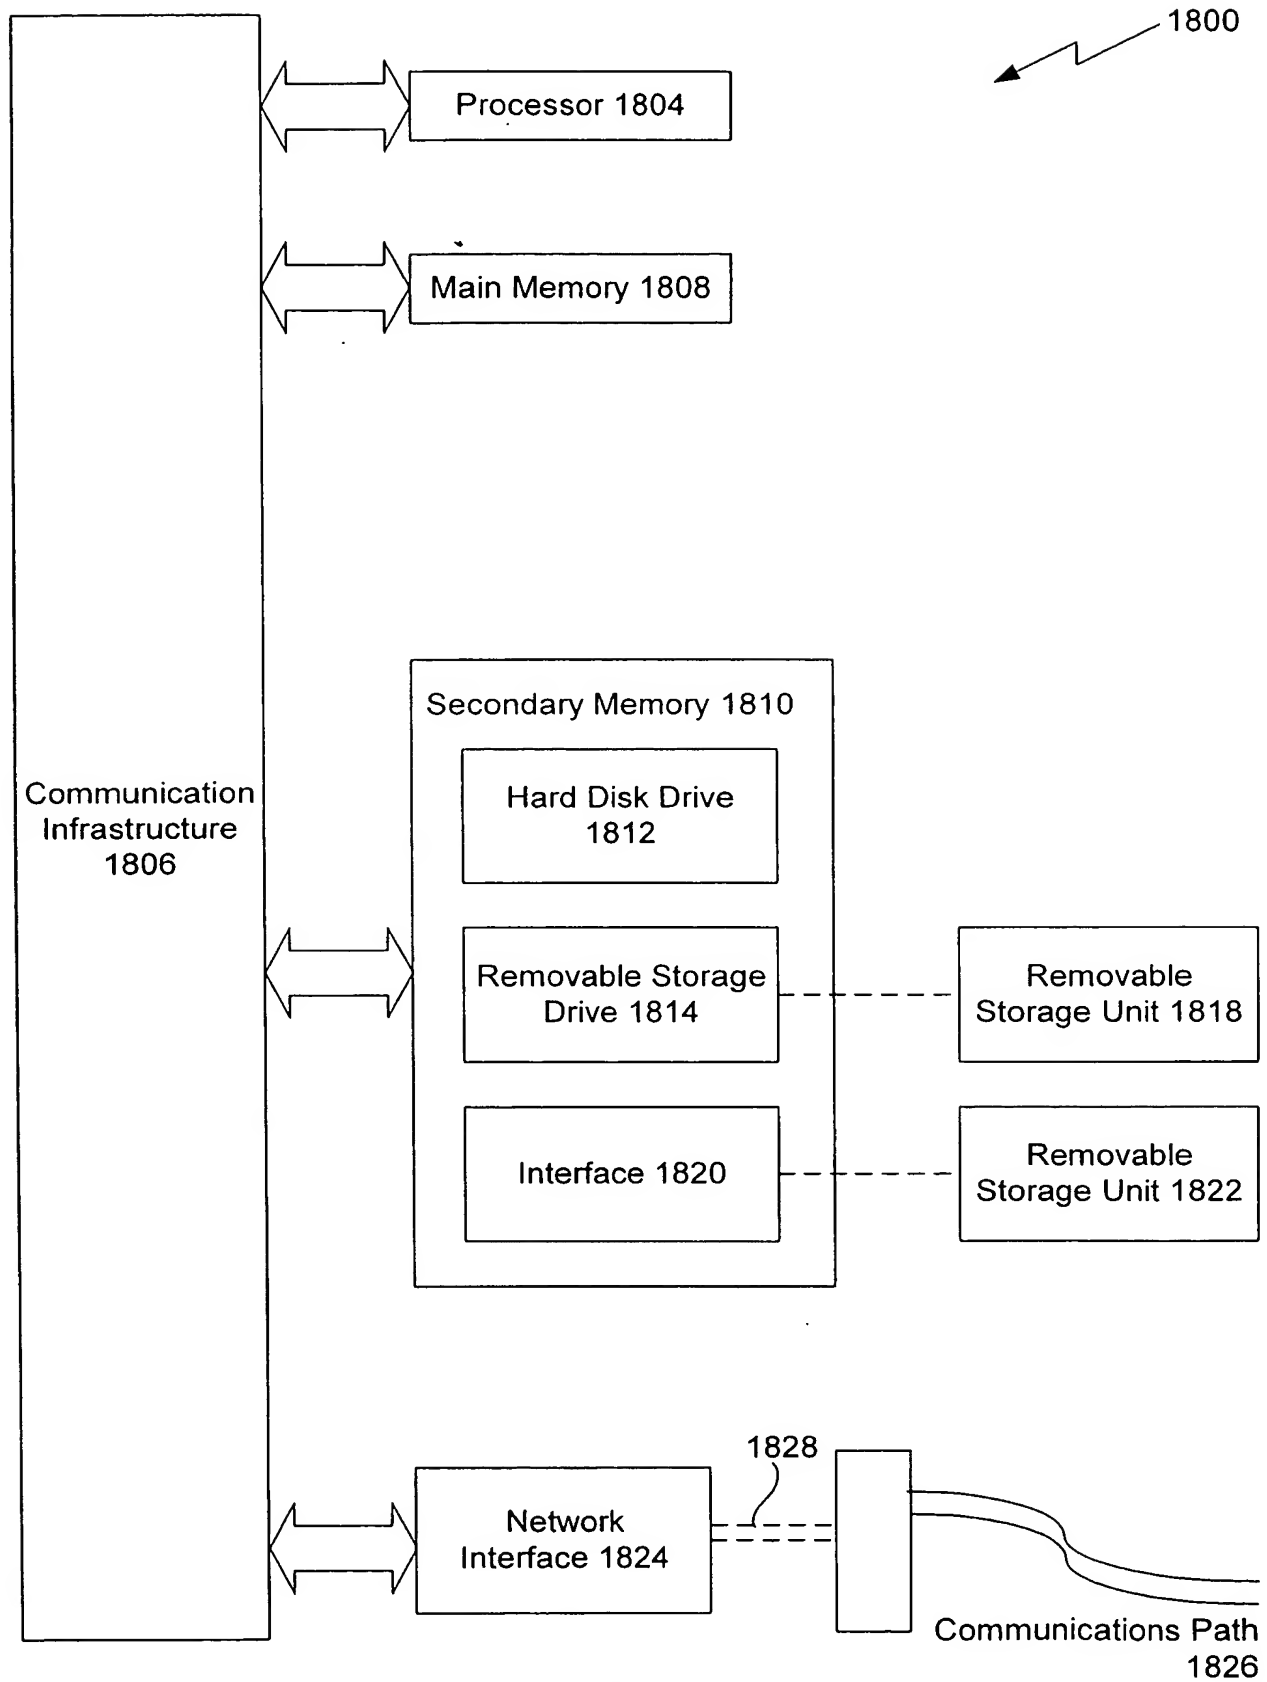 1800
Processor 1804
Main Memory 1808
Secondary Memory 1810
Hard Disk Drive
1812
Communication
Infrastructure
1806
Removable Storage
Drive 1814
Removable
Storage Unit 1818
Interface 1820
Removable
Storage Unit 1822
1828
Network
Interface 1824
Communications Path
1826